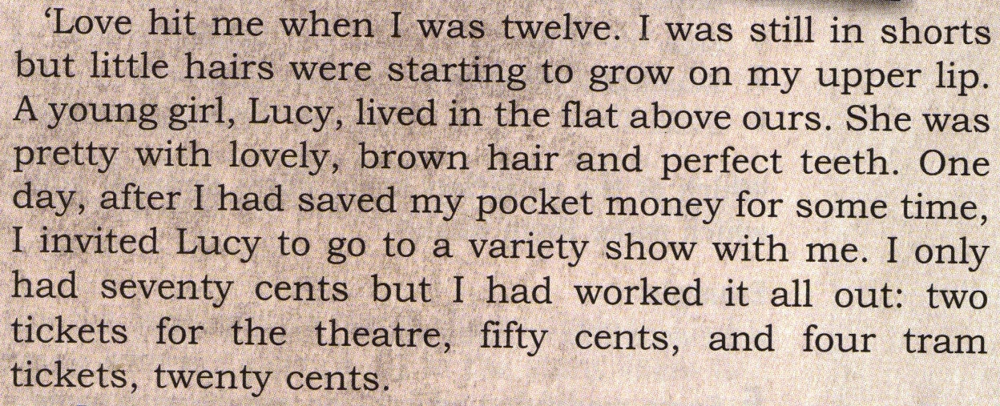 ‘Love hit me when I was twelve. I was still in shorts
but little hairs were starting to grow on my upper lip.
A young girl, Lucy, lived in the flat above ours. She was
pretty with lovely, brown hair and perfect teeth. One
day, after I had saved my pocket money for some time,
I invited Lucy to go to a variety show with me. I only
had seventy cents but I had worked it all out: two
tickets for the theatre, fifty cents, and four tram
tickets, twenty cents.